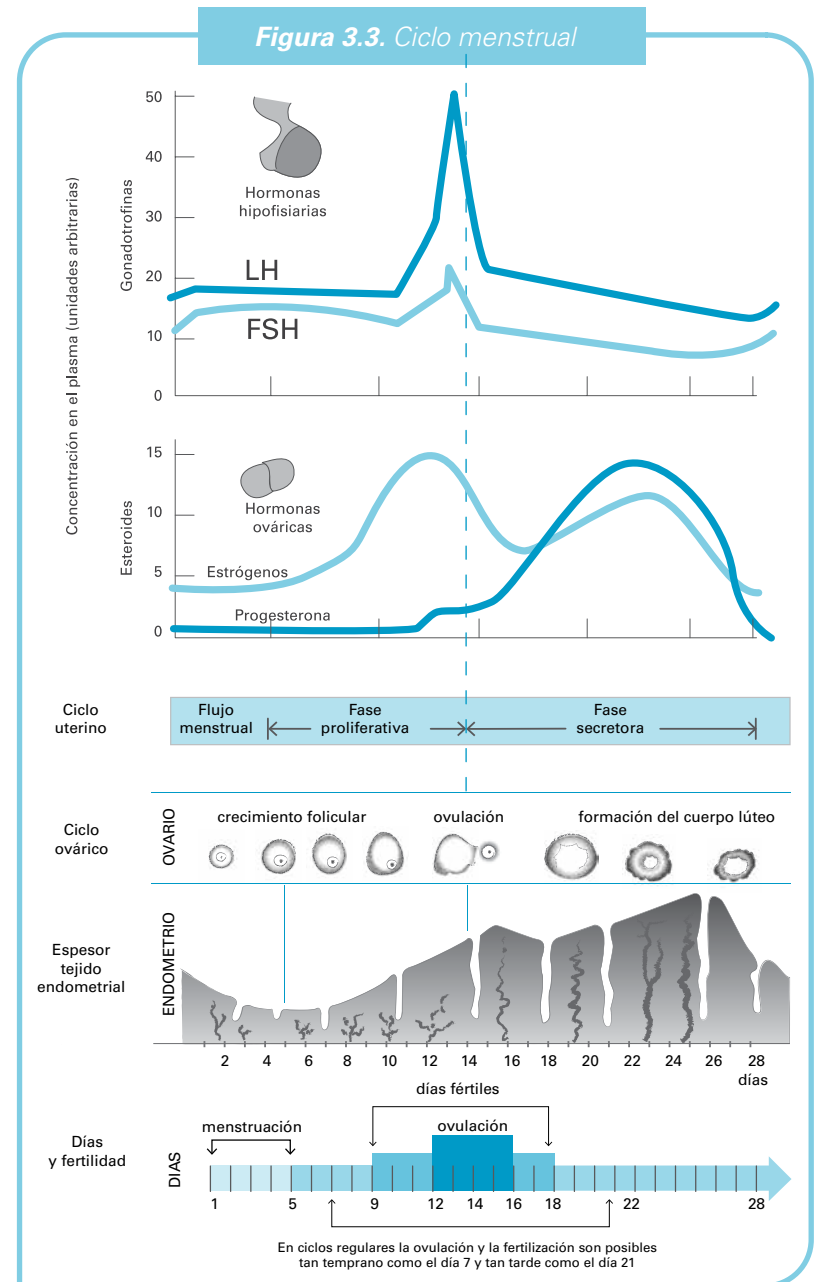 Figura 3.3. Ciclo menstrual
Concentración en el plasma (unidades arbitrarias)
Gonadotrofinas
50
40
30
20
10
0
Hormonas
hipofisiarias
LH
FSH
Esteroides
15
10
5
0
Hormonas
ováricas
Estrógenos
Progesterona
Ciclo
uterino
Flujo
menstrual
Fase
proliferativa
Fase
secretora
Ciclo
ovárico
OVARIO
crecimiento folicular
ovulación
formación del cuerpo lúteo
Espesor
tejido
endometrial
ENDOMETRIO
2 4 6 8 10 12 14 16 18 20 22 24 26 28
días
días fértiles
Días
y fertilidad
DIAS
menstruación
ovulación
1 5 9 12 14 16 18 22 28
En ciclos regulares la ovulación y la fertilización son posibles
tan temprano como el día 7 y tan tarde como el día 21